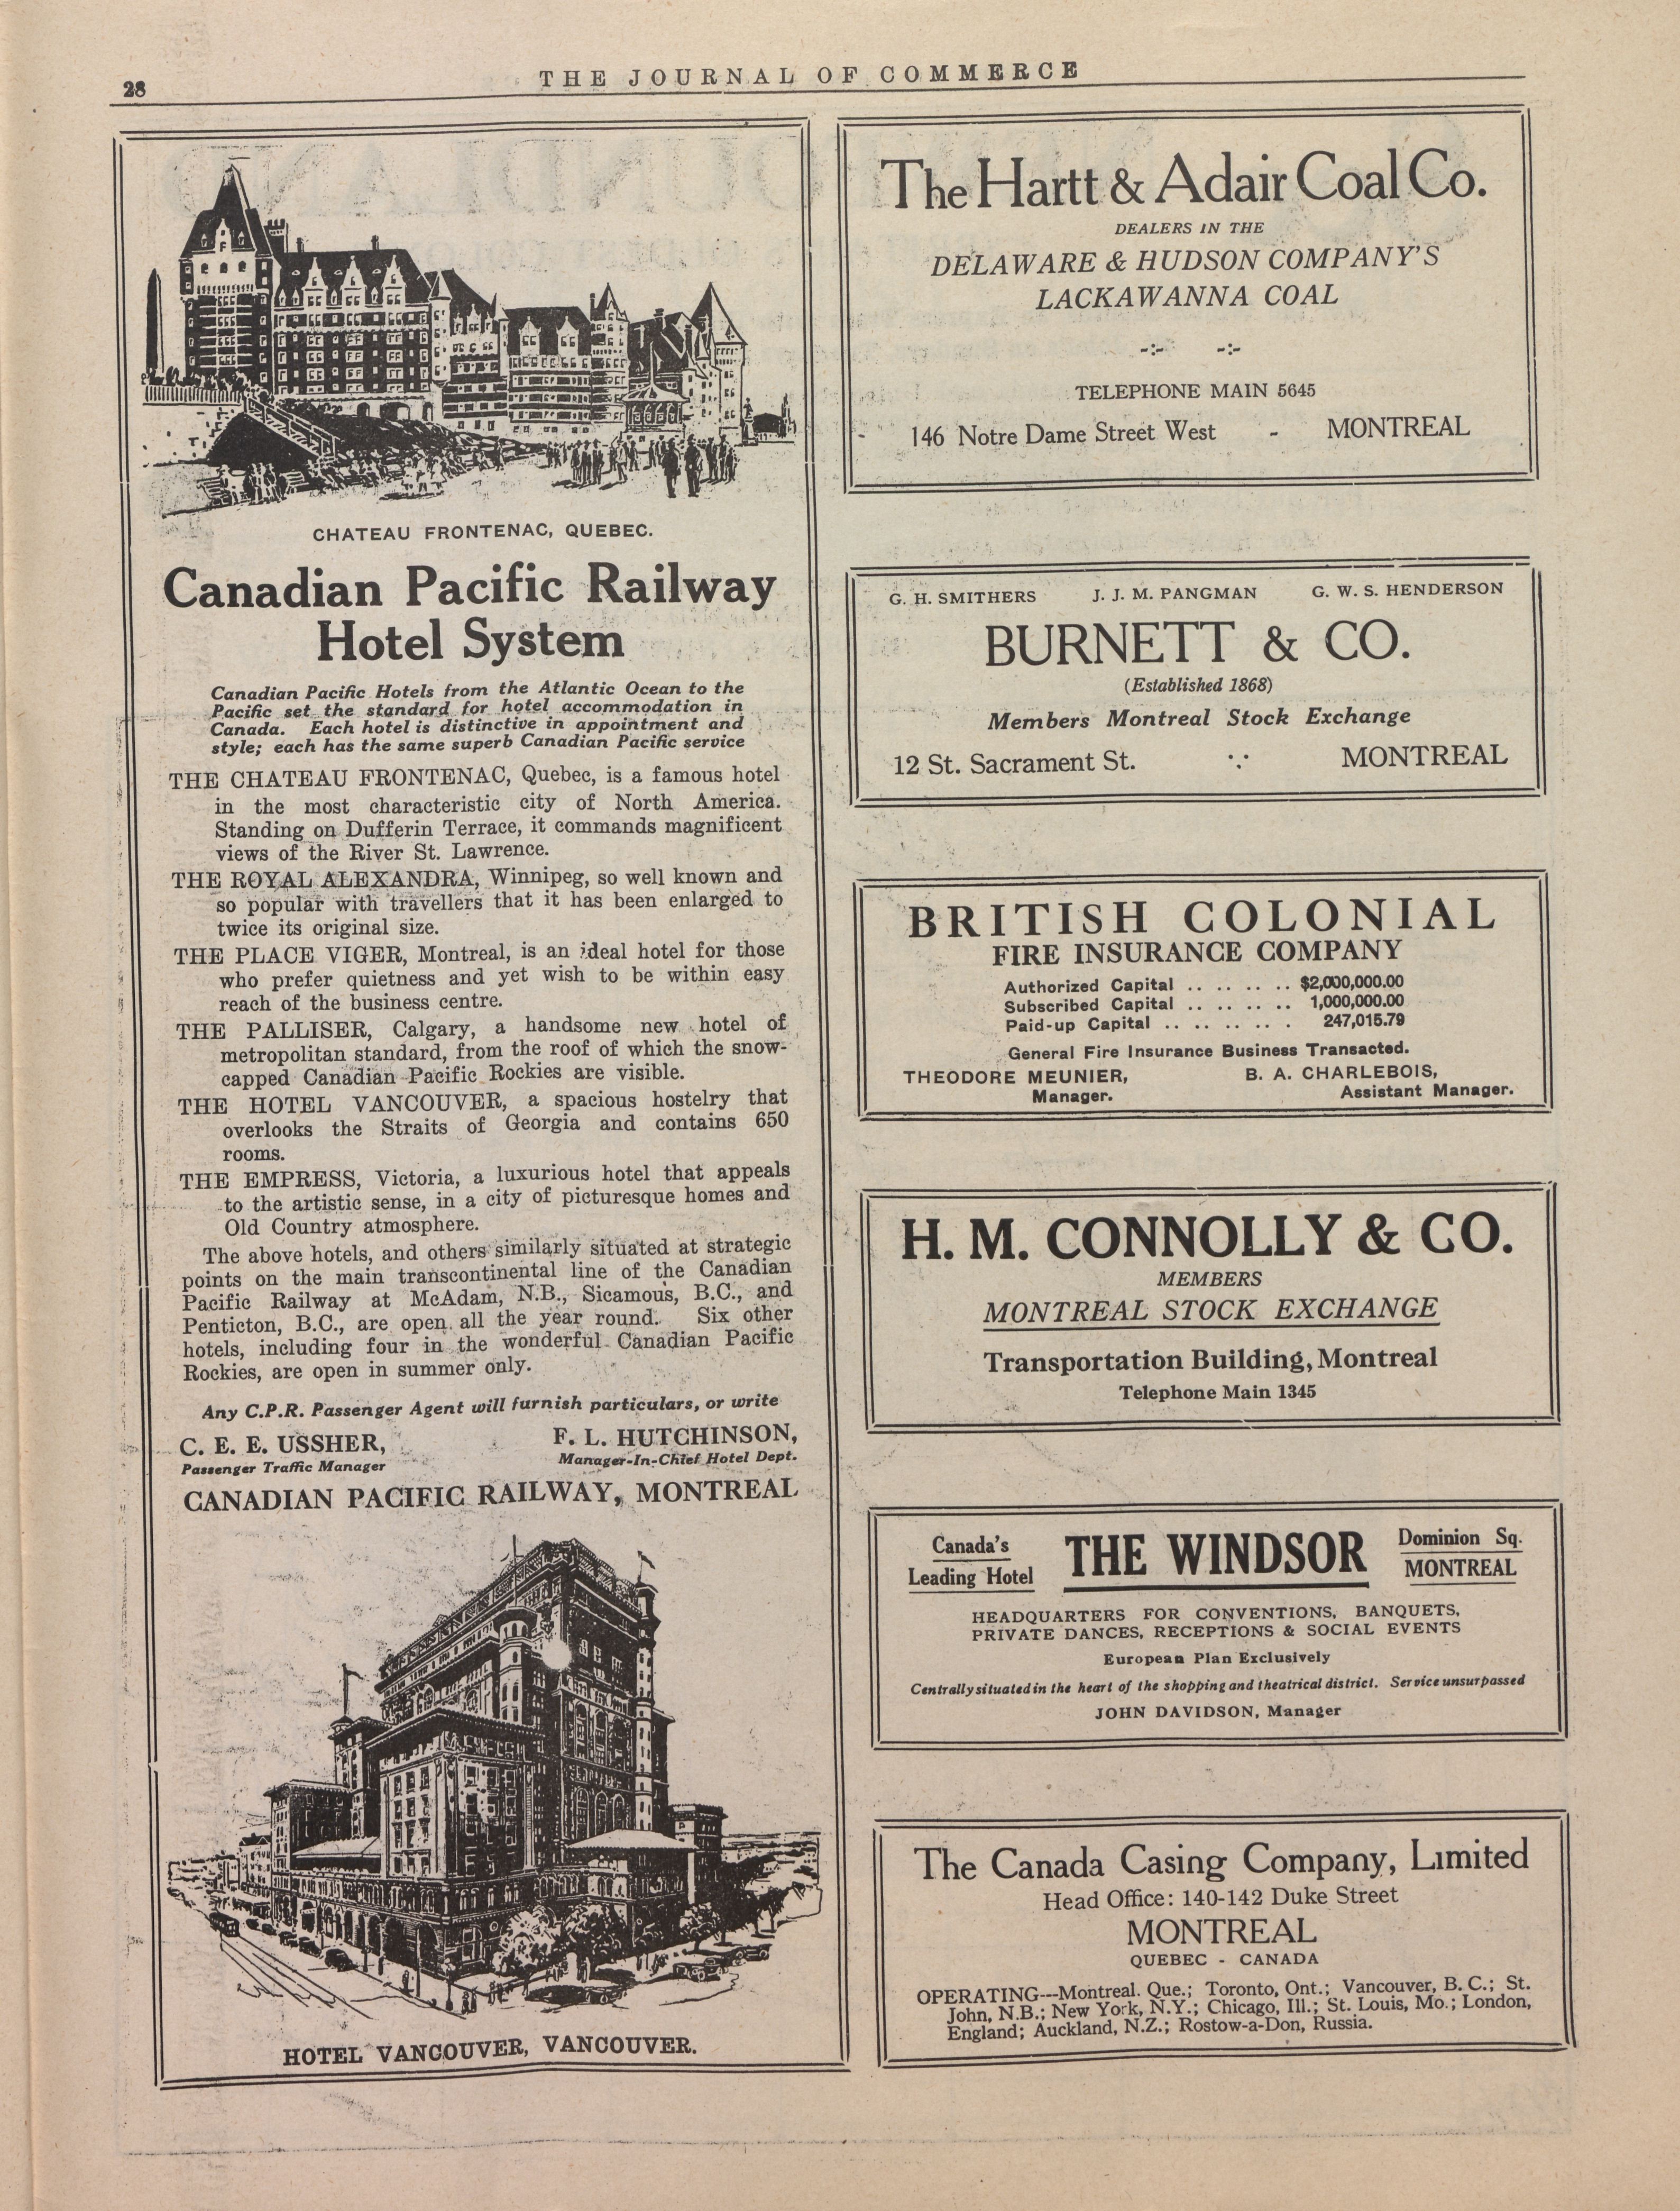 28
THE JOURNAL OF COMMERCE
CHATEAU FRONTENAC, QUEBEC.
Canadian Pacific Railway
Hotel System
Canadian Pacific Hotels from the Atlantic Ocean to the
Pacific set the standard for hotel accommodation in
Canada. Each hotel is distinctive in appointment and
style; each has the same superb Canadian Pacific service
THE CHATEAU FRONTENAC, Quebec, is a famous hotel
in the most characteristic city of North America.
Standing on Dufferin Terrace, it commands magnificent
views of the River St. Lawrence.
THE ROYAL ALEXANDRA, Winnipeg, so well known and
so popular with travellers that it has been enlarged to
twice its original size.
THE PLACE VIGER, Montreal, is an ideal hotel for those
who prefer quietness and yet wish to be within easy
reach of the business centre.
THE PALLISER, Calgary, a handsome new hotel of
metropolitan standard, from the roof of which the snow-
capped Canadian Pacific Rockies are visible.
THE HOTEL VANCOUVER, a spacious hostelry that
overlooks the Straits of Georgia and contains 650
rooms.
THE EMPRESS, Victoria, a luxurious hotel that appeals
to the artistic sense, in a city of picturesque homes and
Old Country atmosphere.
The above hotels, and others similarly situated at strategic
points on the main transcontinental line of the Canadian
Pacific Railway at McAdam, N.B., Sicamous, B.C., and
Penticton, B.C., are open all the year round. Six other
hotels, including four in the wonderful Canadian Pacific
Rockies, are open in summer only.
Any C.P.R. Passenger Agent will furnish particulars, or write
C. E. E. USSHER, F. L. HUTCHINSON,
Passenger Traffic Manager Manager-In-Chief Hotel Dept.
CANADIAN PACIFIC RAILWAY, MONTREAL
HOTEL VANCOUVER, VANCOUVER.
The Hartt & Adair Coal Co.
DEALERS IN THE
DELAWARE & HUDSON COMPANY'S
LACKAWANNA COAL
-:- -:-
TELEPHONE MAIN 5645
146 Notre Dame Street West - MONTREAL
G. H. SMITHERS J. J. M. PANGMAN G. W. S. HENDERSON
BURNETT & CO.
(Established 1868)
Members Montreal Stock Exchange
12 St. Sacrament St. ∵ MONTREAL
BRITISH COLONIAL
FIRE INSURANCE COMPANY
Authorized Capital .. .. .. .. $2,000,000.00
Subscribed Capital .. .. .. .. 1,000,000.00
Paid-up Capital .. .. .. .. . 247,015.79
General Fire Insurance Business Transacted.
THEODORE MEUNIER, B. A. CHARLEBOIS,
Manager. Assistant Manager.
H. M. CONNOLLY & CO.
MEMBERS
MONTREAL STOCK EXCHANGE
Transportation Building, Montreal
Telephone Main 1345
Canada's THE WINDSOR Dominion Sq.
Leading Hotel MONTREAL
HEADQUARTERS FOR CONVENTIONS, BANQUETS,
PRIVATE DANCES, RECEPTIONS & SOCIAL EVENTS
European Plan Exclusively
Centrally situated in the heart of the shopping and theatrical district. Service unsurpassed
JOHN DAVIDSON, Manager
The Canada Casing Company, Limited
Head Office: 140-142 Duke Street
MONTREAL
QUEBEC - CANADA
OPERATING---Montreal. Que.; Toronto, Ont.; Vancouver, B. C.; St.
John, N.B.; New York, N.Y.; Chicago, Ill.; St. Louis, Mo.; London,
England; Auckland, N.Z.; Rostow-a-Don, Russia.